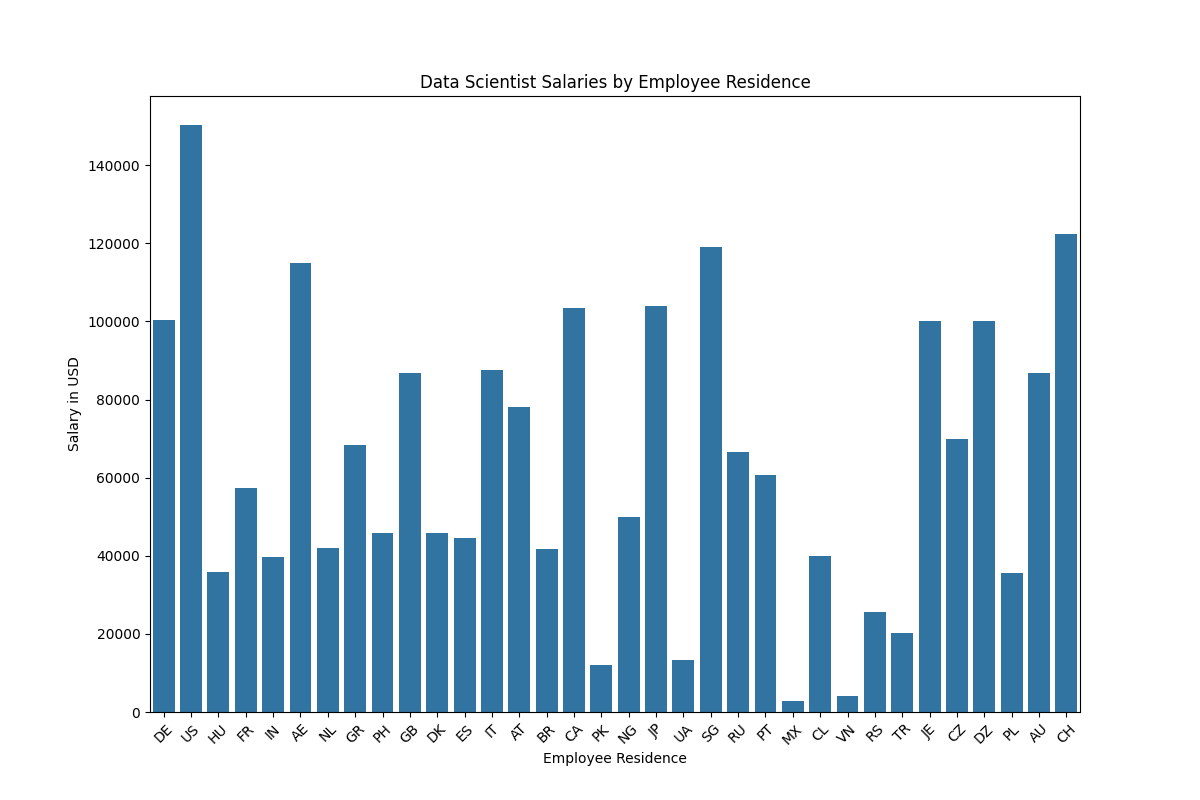 Data Scientist Salaries by Employee Residence
140000
120000
100000
80000
60000
40000
20000
0
Salary in USD
DE US HU FR IN AE NL GR PH GB DK ES IT AT BR CA PK NG JP UA SG RU PT MX CL VN RS TR JE CZ DZ PL AU CH
Employee Residence